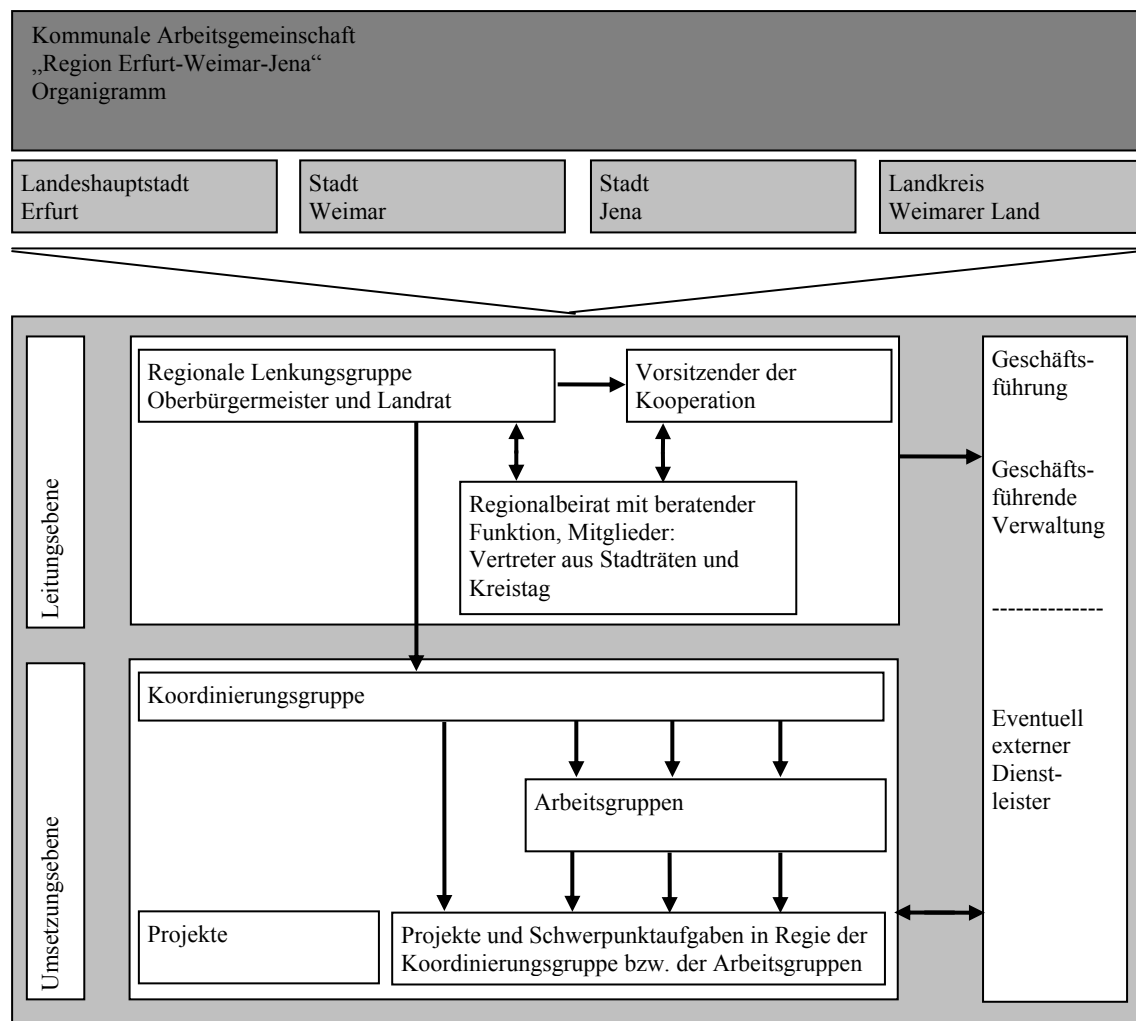 Kommunale Arbeitsgemeinschaft
„Region Erfurt-Weimar-Jena“
Organigramm
Landeshauptstadt
Erfurt
Stadt
Weimar
Stadt
Jena
Landkreis
Weimarer Land
Leitungsebene
Regionale Lenkungsgruppe
Oberbürgermeister und Landrat
Vorsitzender der
Kooperation
Regionalbeirat mit beratender
Funktion, Mitglieder:
Vertreter aus Stadträten und
Kreistag
Geschäfts-
führung
Geschäfts-
führende
Verwaltung
--------------
Eventuell
externer
Dienst-
leister
Umsetzungsebene
Koordinierungsgruppe
Arbeitsgruppen
Projekte
Projekte und Schwerpunktaufgaben in Regie der
Koordinierungsgruppe bzw. der Arbeitsgruppen